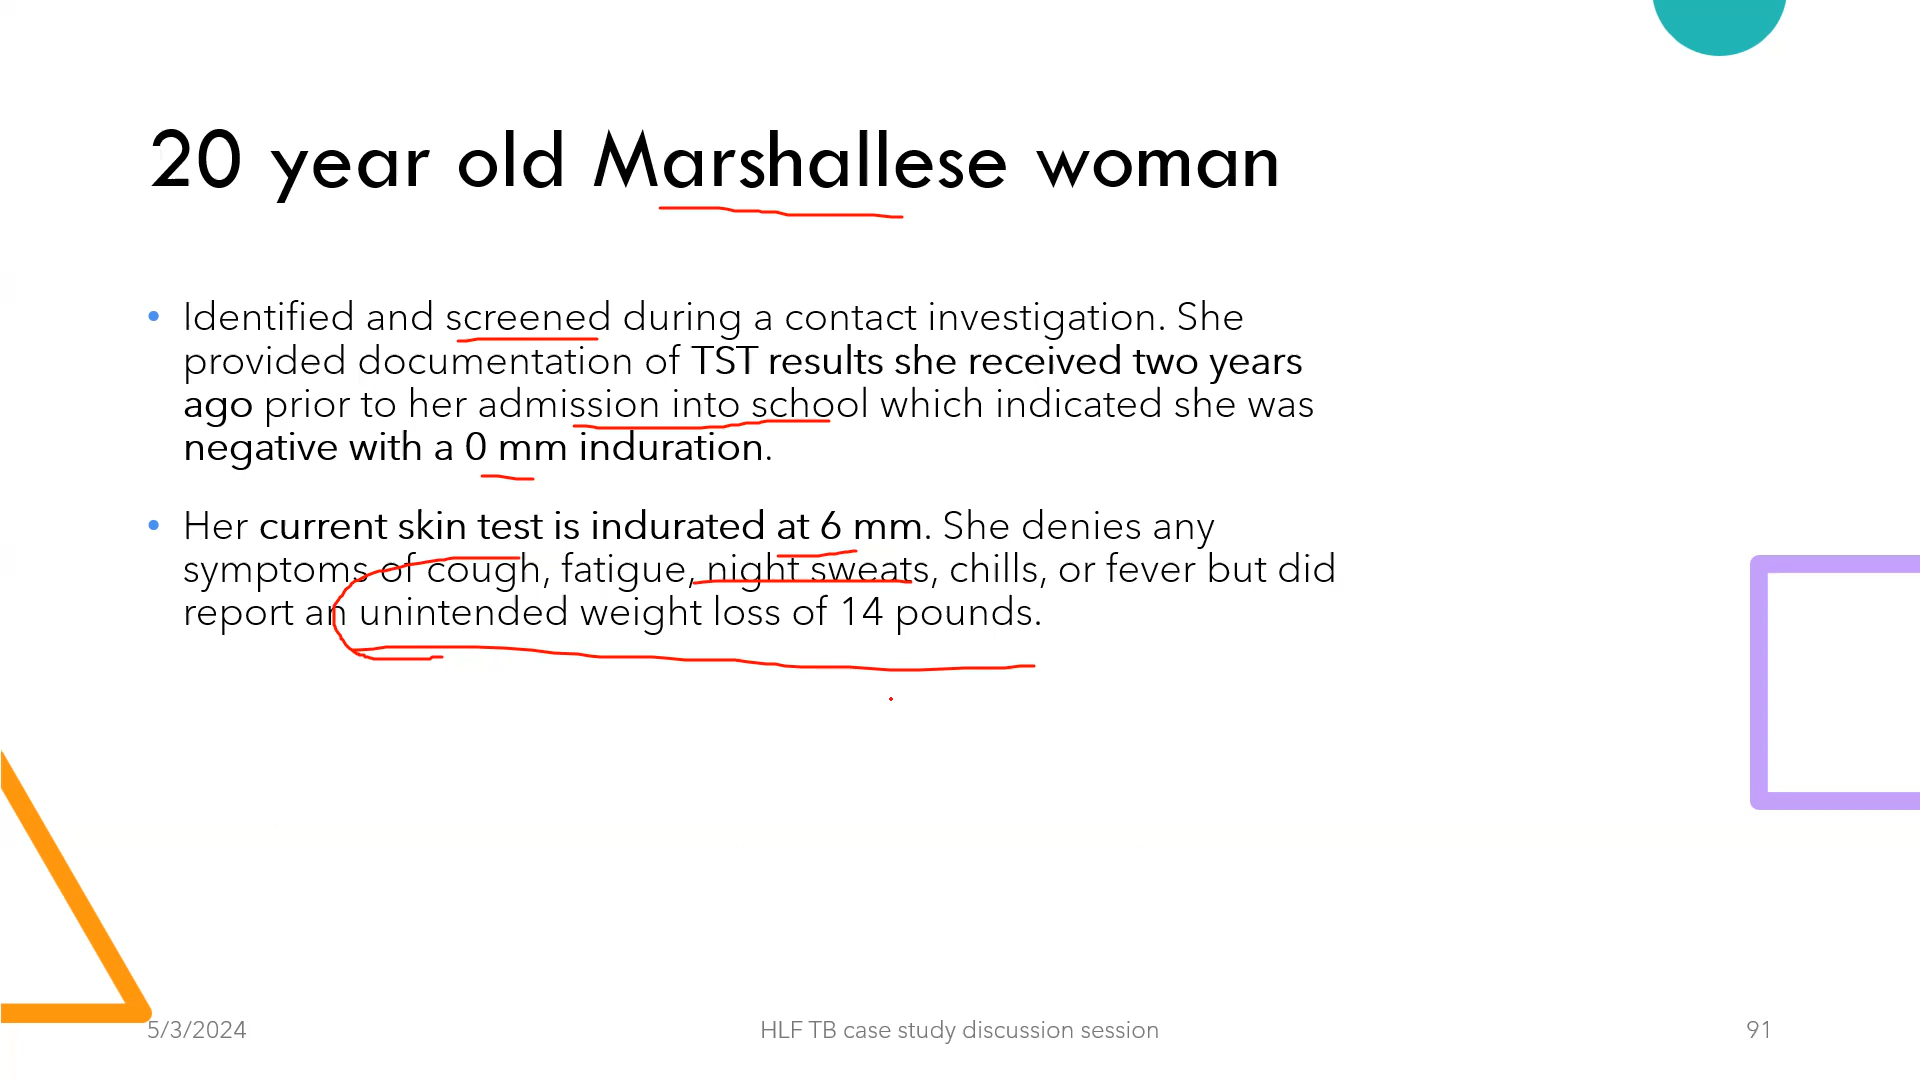 20 year old Marshallese woman
• Identified and screened during a contact investigation. She
provided documentation of TST results she received two years
ago prior to her admission into school which indicated she was
negative with a 0 mm induration.
• Her current skin test is indurated at 6 mm. She denies any
symptoms of cough, fatigue, night sweats, chills, or fever but did
report an unintended weight loss of 14 pounds.
5/3/2024
HLF TB case study discussion session
91